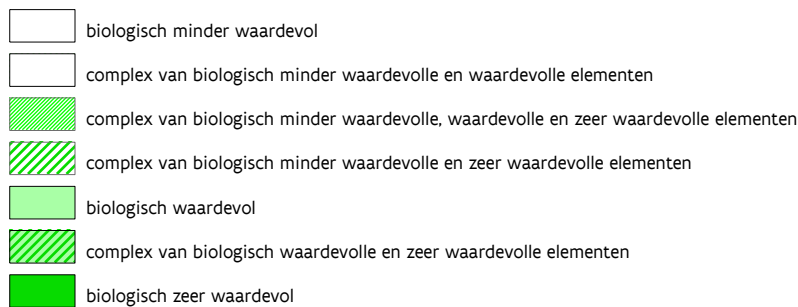 biologisch minder waardevol
complex van biologisch minder waardevolle en waardevolle elementen
complex van biologisch minder waardevolle, waardevolle en zeer waardevolle elementen
complex van biologisch minder waardevolle en zeer waardevolle elementen
biologisch waardevol
complex van biologisch waardevolle en zeer waardevolle elementen
biologisch zeer waardevol